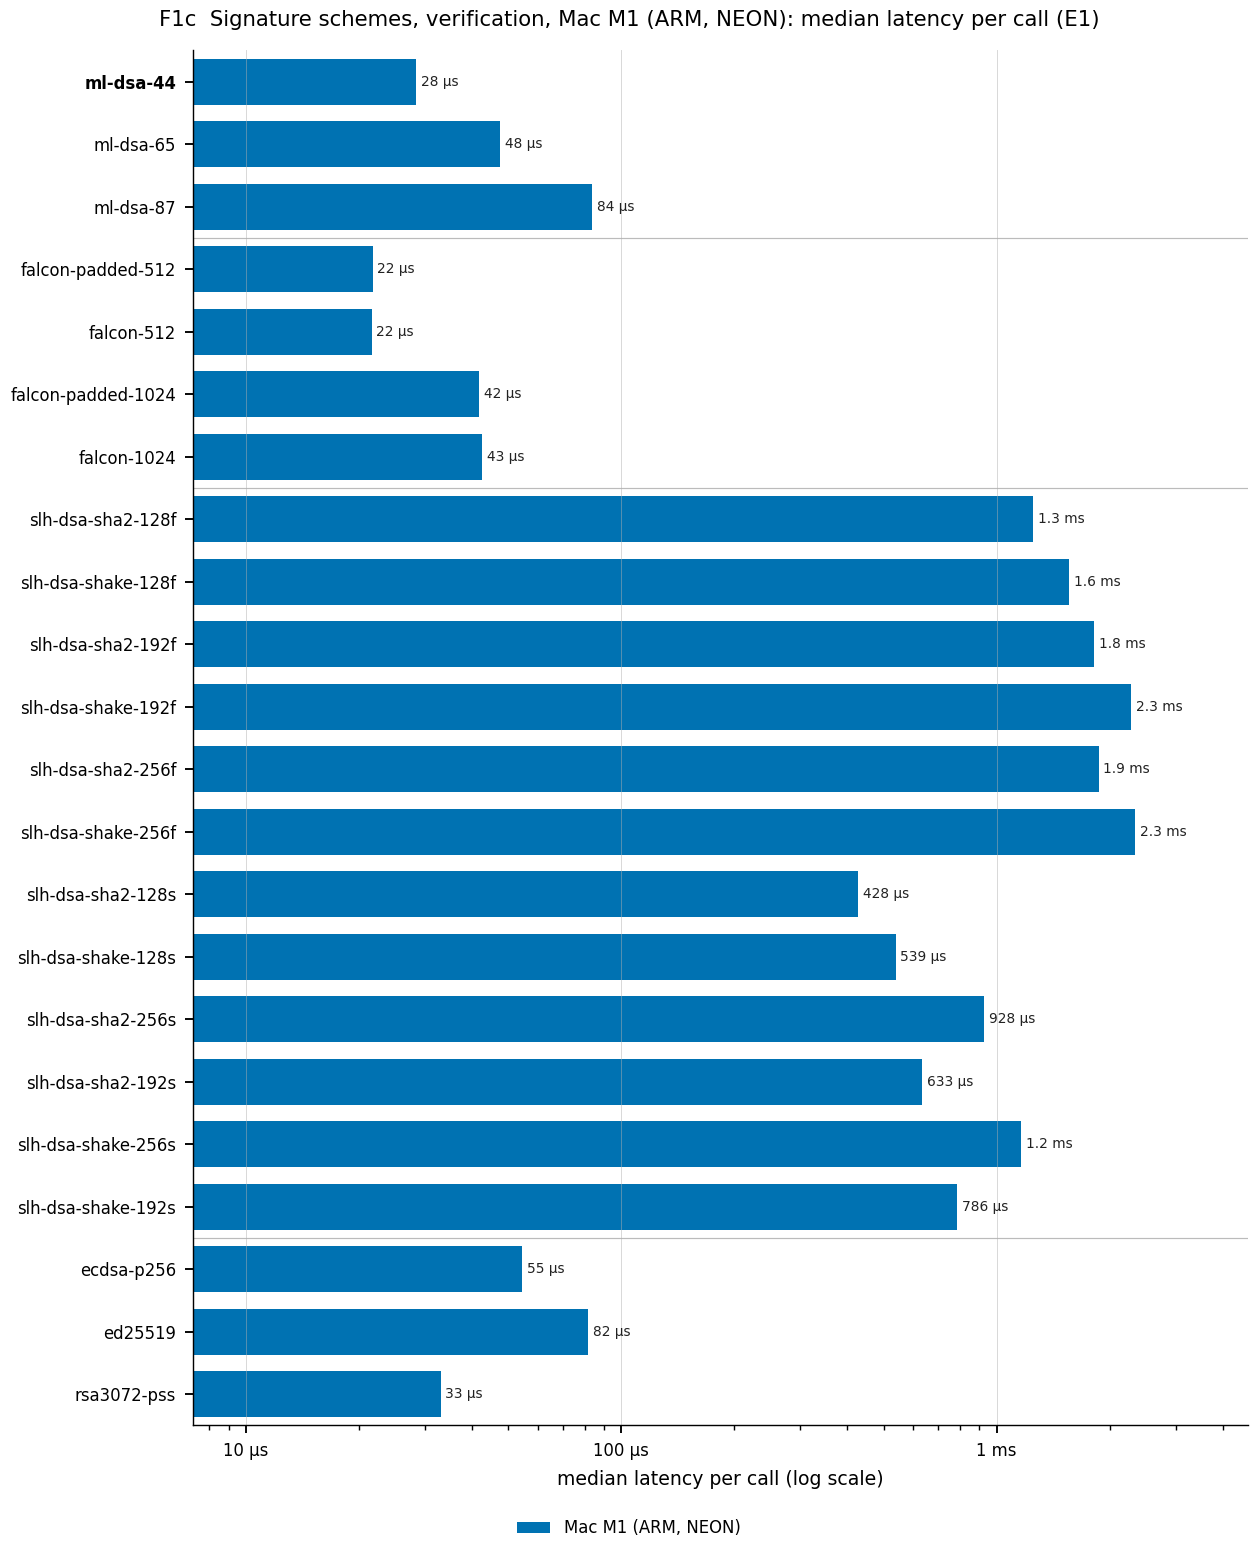 F1c  Signature schemes, verification, Mac M1 (ARM, NEON): median latency per call (E1)
ml-dsa-44 28 µs
ml-dsa-65 48 µs
ml-dsa-87 84 µs
falcon-padded-512 22 µs
falcon-512 22 µs
falcon-padded-1024 42 µs
falcon-1024 43 µs
slh-dsa-sha2-128f 1.3 ms
slh-dsa-shake-128f 1.6 ms
slh-dsa-sha2-192f 1.8 ms
slh-dsa-shake-192f 2.3 ms
slh-dsa-sha2-256f 1.9 ms
slh-dsa-shake-256f 2.3 ms
slh-dsa-sha2-128s 428 µs
slh-dsa-shake-128s 539 µs
slh-dsa-sha2-256s 928 µs
slh-dsa-sha2-192s 633 µs
slh-dsa-shake-256s 1.2 ms
slh-dsa-shake-192s 786 µs
ecdsa-p256 55 µs
ed25519 82 µs
rsa3072-pss 33 µs
10 µs 100 µs 1 ms
median latency per call (log scale)
Mac M1 (ARM, NEON)